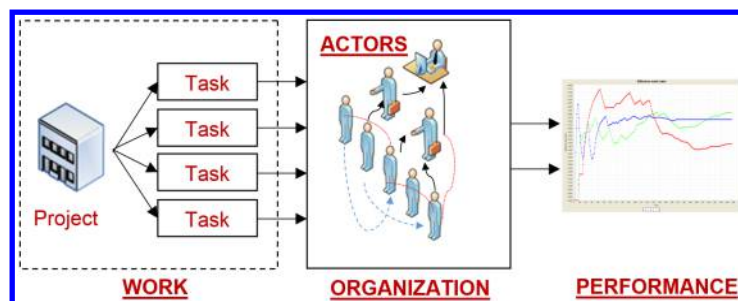 ACTORS
Task
Task
Task
Task
Project
WORK
ORGANIZATION
PERFORMANCE